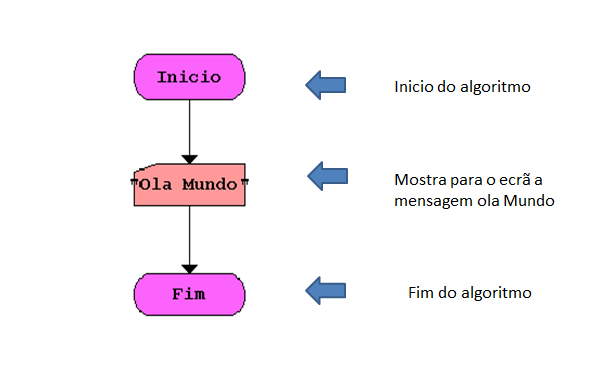 Inicio
Inicio do algoritmo
"Ola Mundo"
Mostra para o ecrã a
mensagem ola Mundo
Fim
Fim do algoritmo